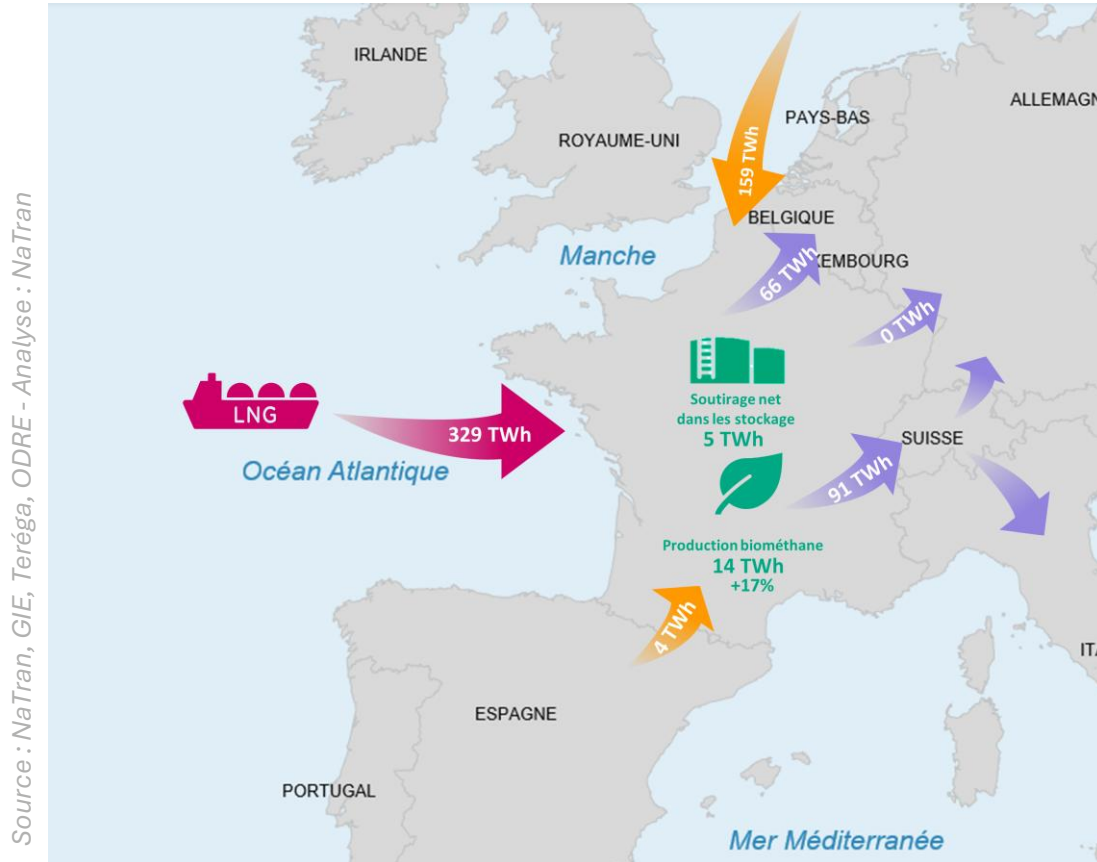 Source : NaTran, GIE, Teréga, ODRE - Analyse : NaTran
IRLANDE
ROYAUME-UNI
PAYS-BAS
ALLEMAGN
159 TWh
BELGIQUE
Manche
66 TWh
XEMBOURG
0 TWh
LNG
329 TWh
Océan Atlantique
Soutirage net
dans les stockage
5 TWh
SUISSE
91 TWh
Production biométhane
14 TWh
+17%
4 TWh
ITA
ESPAGNE
PORTUGAL
Mer Méditerranée